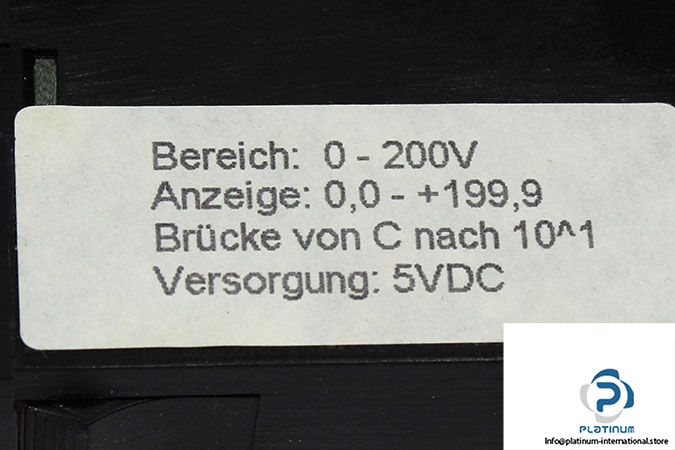 Bereich: 0 - 200V
Anzeige: 0,0 - +199,9
Brücke von C nach 10^1
Versorgung: 5VDC
PLATINUM
Info@platinum-international.store